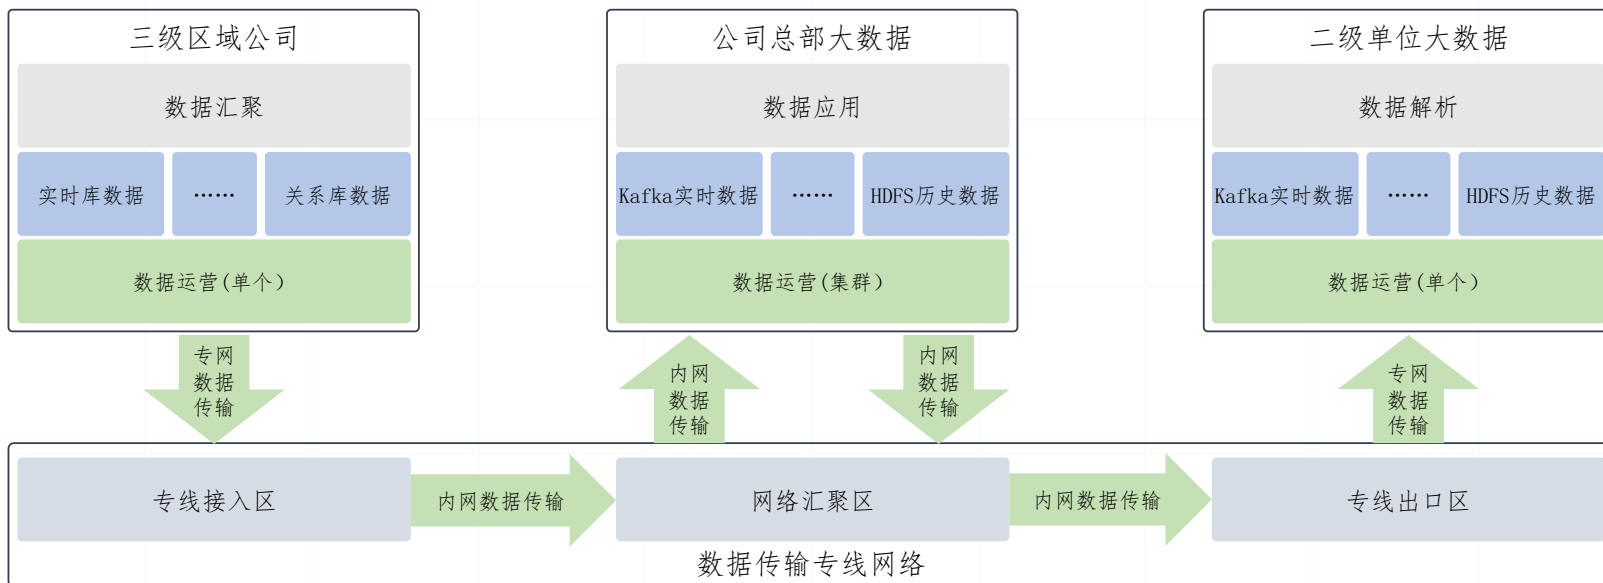 三级区域公司
数据汇聚
实时库数据
……
关系库数据
数据运营(单个)
公司总部大数据
数据应用
Kafka实时数据
……
HDFS历史数据
数据运营(集群)
二级单位大数据
数据解析
Kafka实时数据
……
HDFS历史数据
数据运营(单个)
专网
数据
传输
内网
数据
传输
内网
数据
传输
专网
数据
传输
专线接入区
内网数据传输
网络汇聚区
内网数据传输
专线出口区
数据传输专线网络